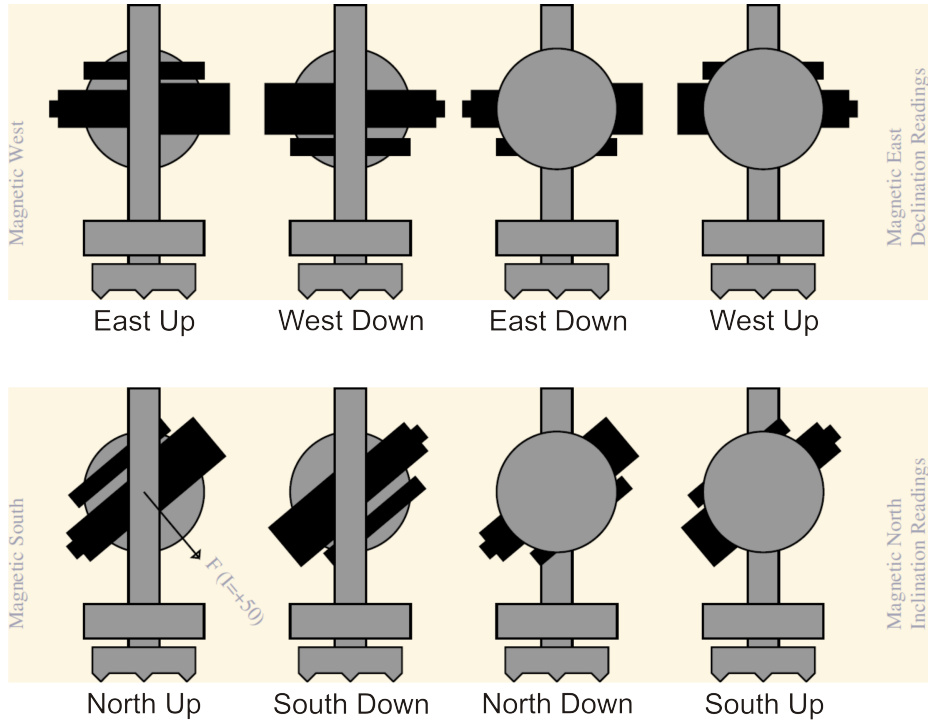 Magnetic West
Magnetic East
Declination Readings
East Up
West Down
East Down
West Up
Magnetic South
F (I=+50)
Magnetic North
Inclination Readings
North Up
South Down
North Down
South Up